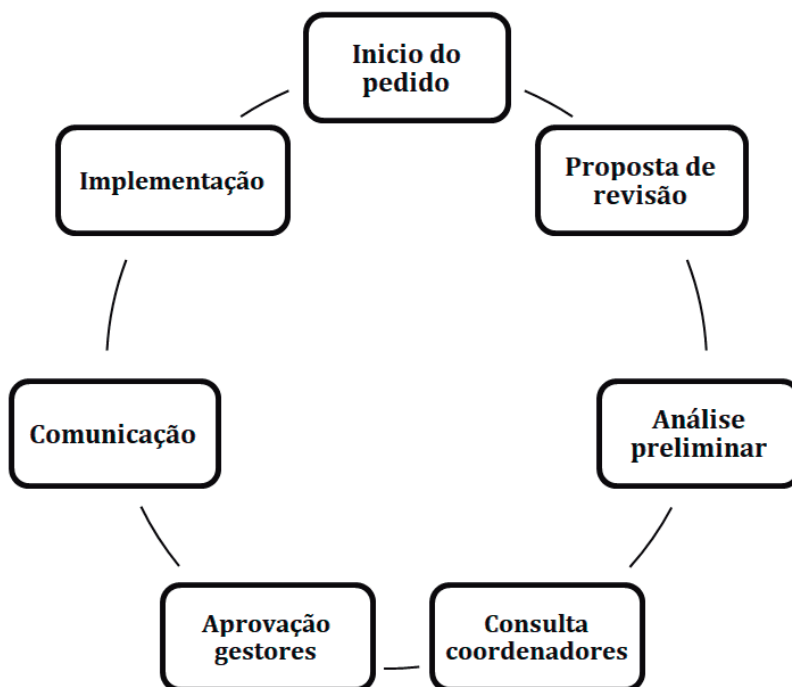 Inicio do
pedido
Proposta de
revisão
Análise
preliminar
Consulta
coordenadores
Aprovação
gestores
Comunicação
Implementação